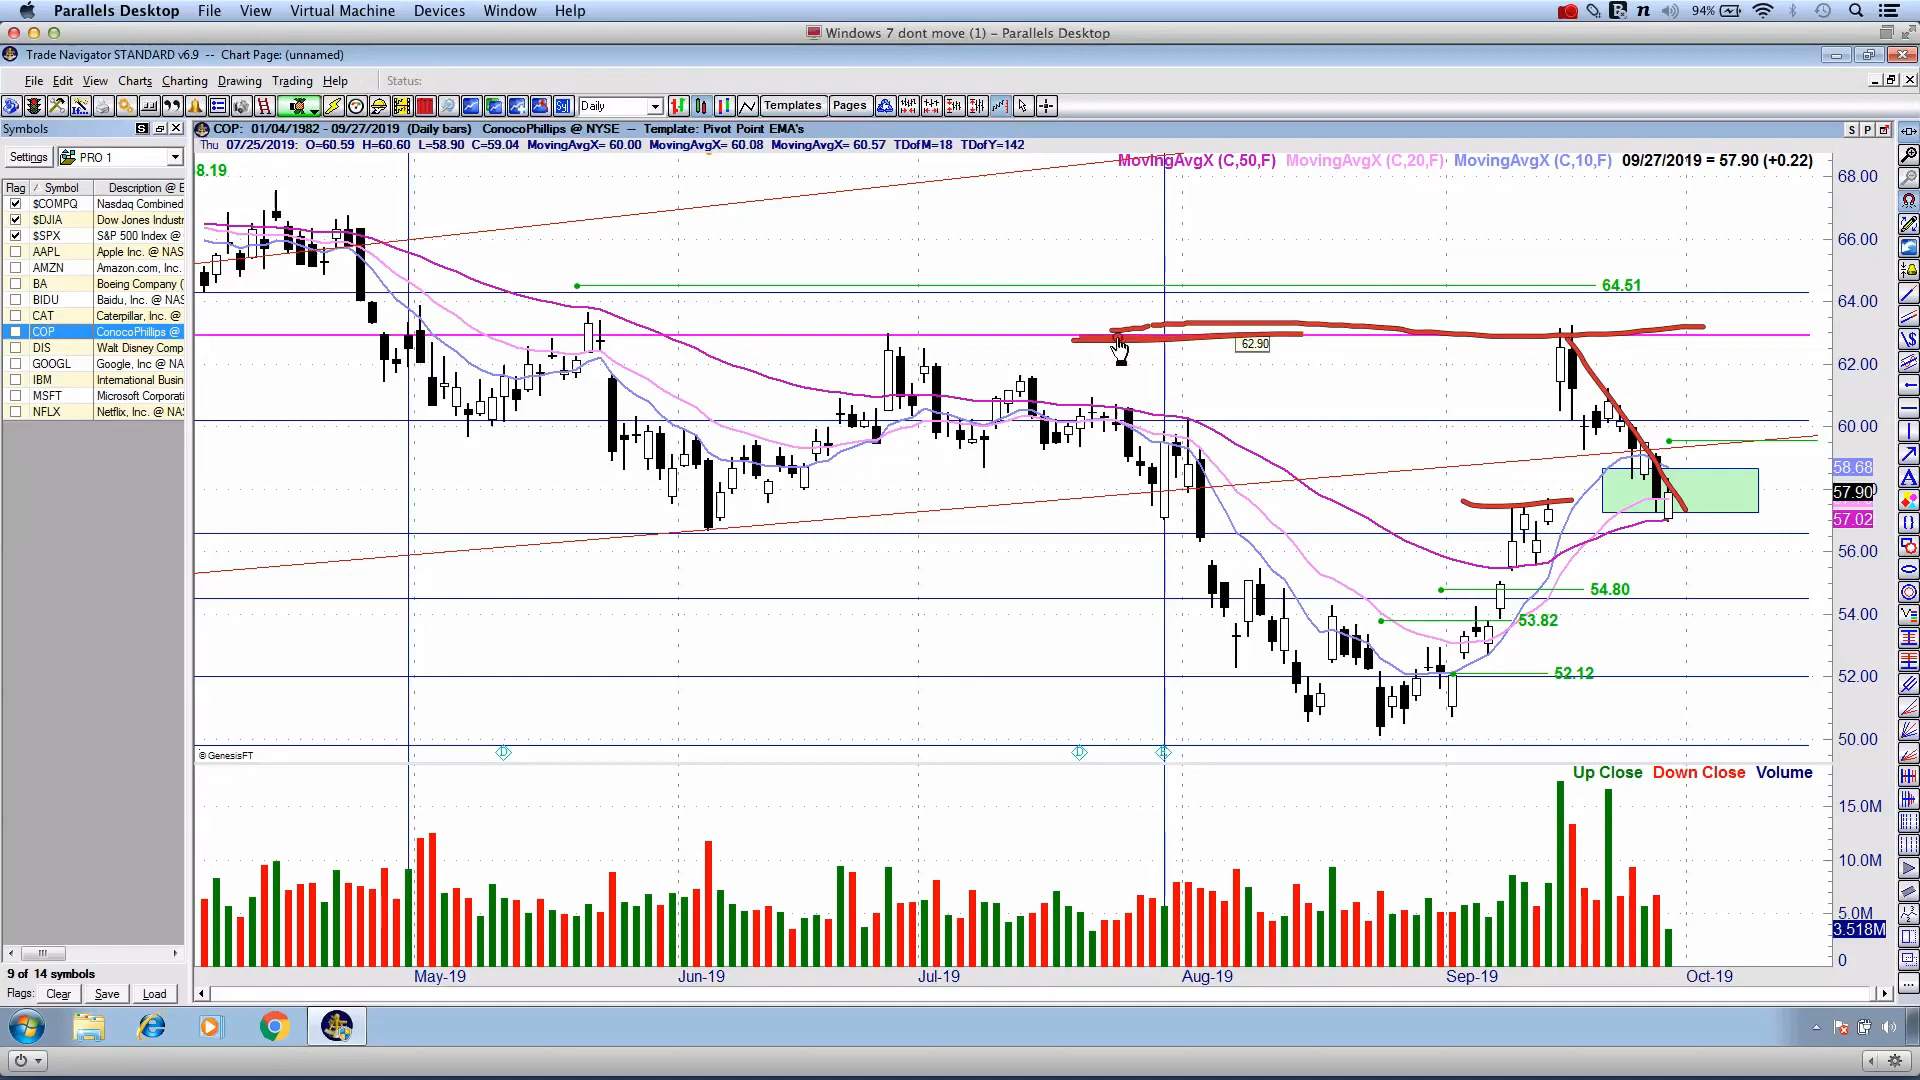 Parallels Desktop File View Virtual Machine Devices Window Help 94%
Windows 7 dont move (1) - Parallels Desktop
Trade Navigator STANDARD v6.9 -- Chart Page: (unnamed)
File Edit View Charts Charting Drawing Trading Help Status:
Daily Templates Pages
Symbols S
COP: 01/04/1982 - 09/27/2019 (Daily bars) ConocoPhillips @ NYSE -- Template: Pivot Point EMA's S P
Thu 07/25/2019: O=60.59 H=60.60 L=58.90 C=59.04 MovingAvgX= 60.00 MovingAvgX= 60.08 MovingAvgX= 60.57 TDofM=18 TDofY=142
Settings PRO 1
MovingAvgX (C,50,F) MovingAvgX (C,20,F) MovingAvgX (C,10,F) 09/27/2019 = 57.90 (+0.22)
8.19
Flag Symbol Description @ E
$COMPQ Nasdaq Combined
$DJIA Dow Jones Industr
$SPX S&P 500 Index @
AAPL Apple Inc. @ NAS
AMZN Amazon.com, Inc.
BA Boeing Company (
BIDU Baidu, Inc @ NAS
CAT Caterpillar, Inc. @
COP ConocoPhillips @
DIS Walt Disney Comp
GOOGL Google, Inc @ NA
IBM International Busin
MSFT Microsoft Corporati
NFLX Netflix, Inc. @ NA
68.00
66.00
64.51
64.00
62.90
62.00
60.00
58.68
57.90
57.02
56.00
54.80
54.00
53.82
52.12
52.00
50.00
© GenesisFT
D D E
Up Close Down Close Volume
15.0M
10.0M
5.0M
3.518M
0
May-19 Jun-19 Jul-19 Aug-19 Sep-19 Oct-19
9 of 14 symbols
Flags: Clear Save Load